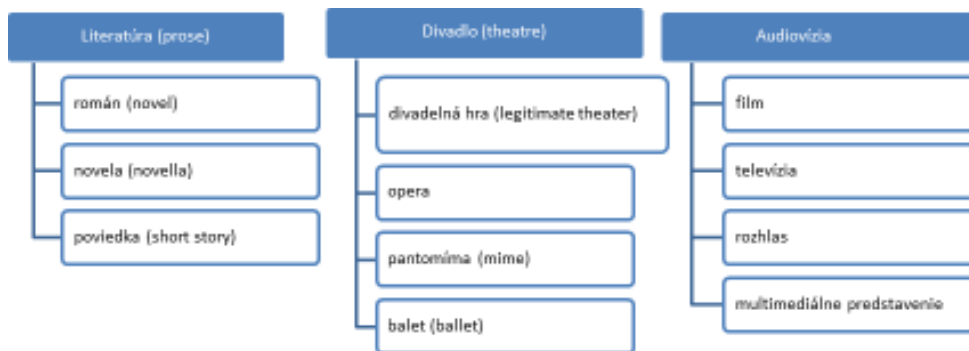 Literatúra (prose)
román (novel)
novela (novella)
poviedka (short story)
Divadlo (theatre)
divadelná hra (legitimate theater)
opera
pantomíma (mime)
balet (ballet)
Audiovízia
film
televízia
rozhlas
multimediálne predstavenie